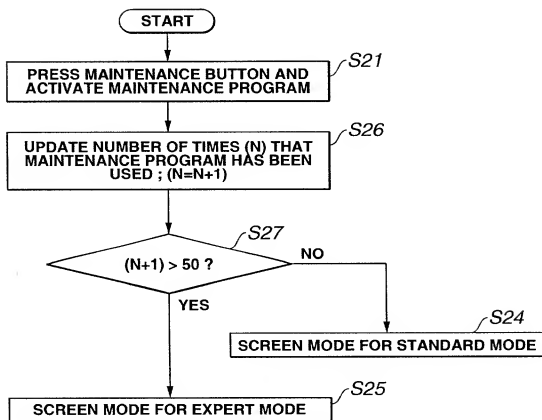 START
S21
PRESS MAINTENANCE BUTTON AND
ACTIVATE MAINTENANCE PROGRAM
S26
UPDATE NUMBER OF TIMES (N) THAT
MAINTENANCE PROGRAM HAS BEEN
USED ; (N=N+1)
S27
(N+1) > 50 ?
NO
YES
S24
SCREEN MODE FOR STANDARD MODE
S25
SCREEN MODE FOR EXPERT MODE